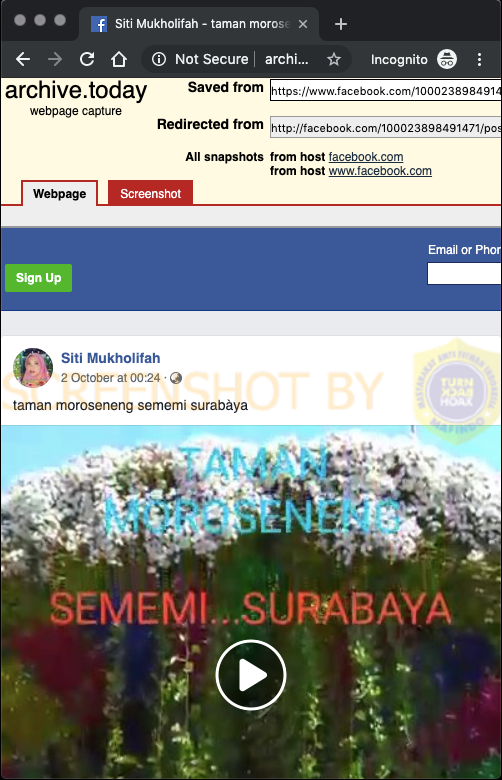 Siti Mukholifah - taman morose
Not Secure
archi...
Incognito
archive.today
webpage capture
Saved from
https://www.facebook.com/1000238984914
Redirected from
http://facebook.com/100023898491471/pos
All snapshots
from host facebook.com
from host www.facebook.com
Webpage
Screenshot
Email or Phon
Sign Up
Siti Mukholifah
2 October at 00:24 ·
SCREENSHOT BY
taman moroseneng sememi surabàya
MASYARAKAT ANTI FITNAH INDONESIA
TURN
BACK
HOAX
MAFINDO
TAMAN
MOROSENENG
SEMEMI...SURABAYA